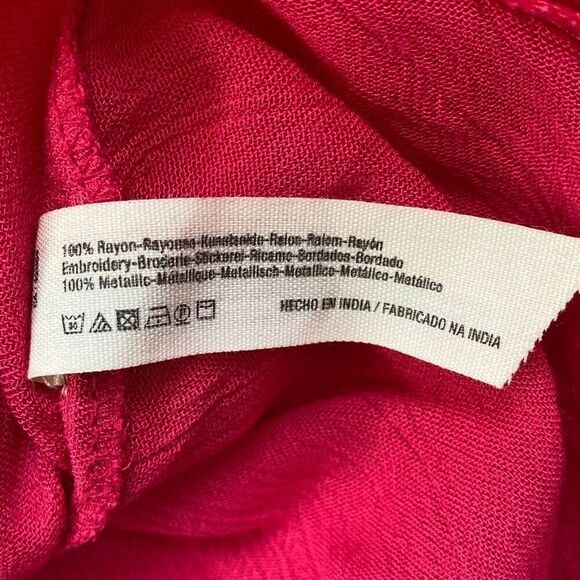 100% Rayon-Rayonne-Kunstseide-Raion-Raiom-Rayón
Embroidery-Broderie-Stickerei-Ricamo-Bordados-Bordado
100% Metallic-Métallique-Metallisch-Metallico-Metálico-Metálico
30
HECHO EN INDIA / FABRICADO NA INDIA